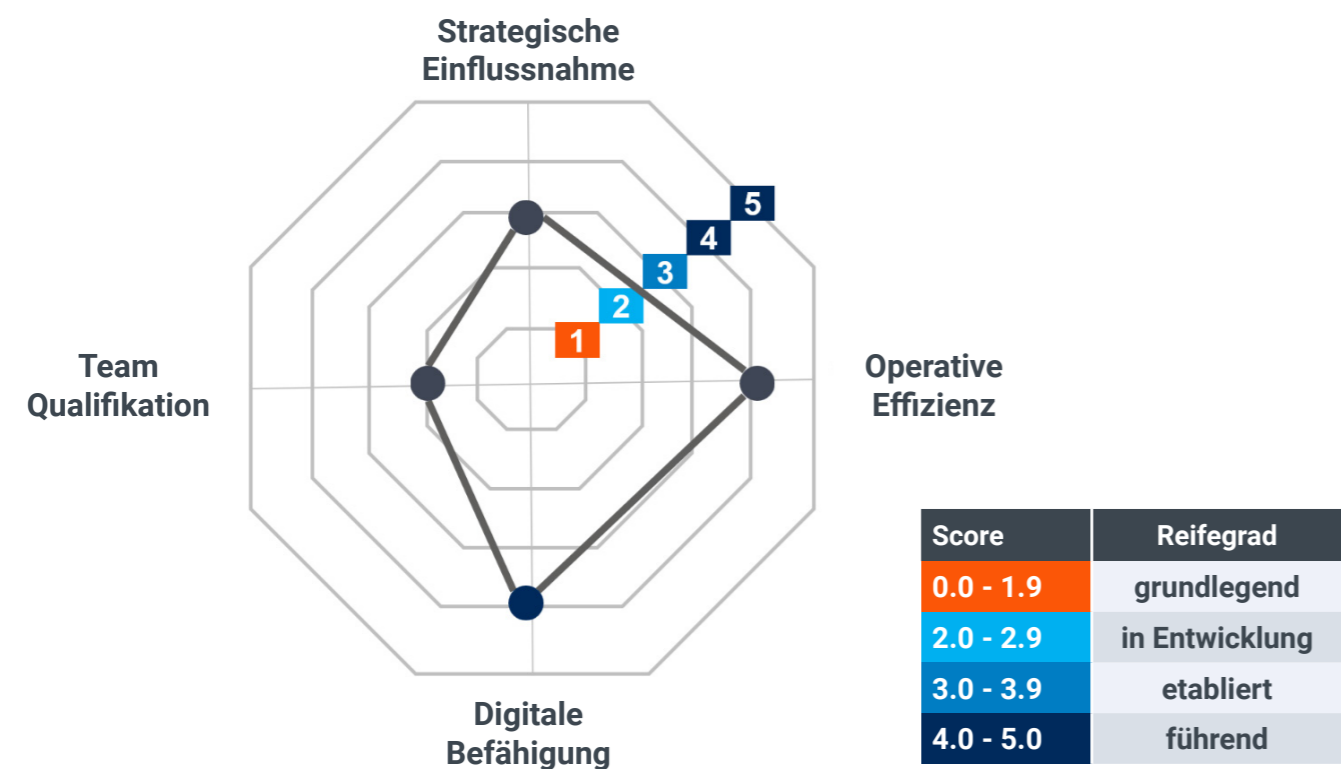 Strategische
Einflussnahme
5
4
3
2
1
Team
Qualifikation
Operative
Effizienz
Digitale
Befähigung
Score Reifegrad
0.0 - 1.9 grundlegend
2.0 - 2.9 in Entwicklung
3.0 - 3.9 etabliert
4.0 - 5.0 führend